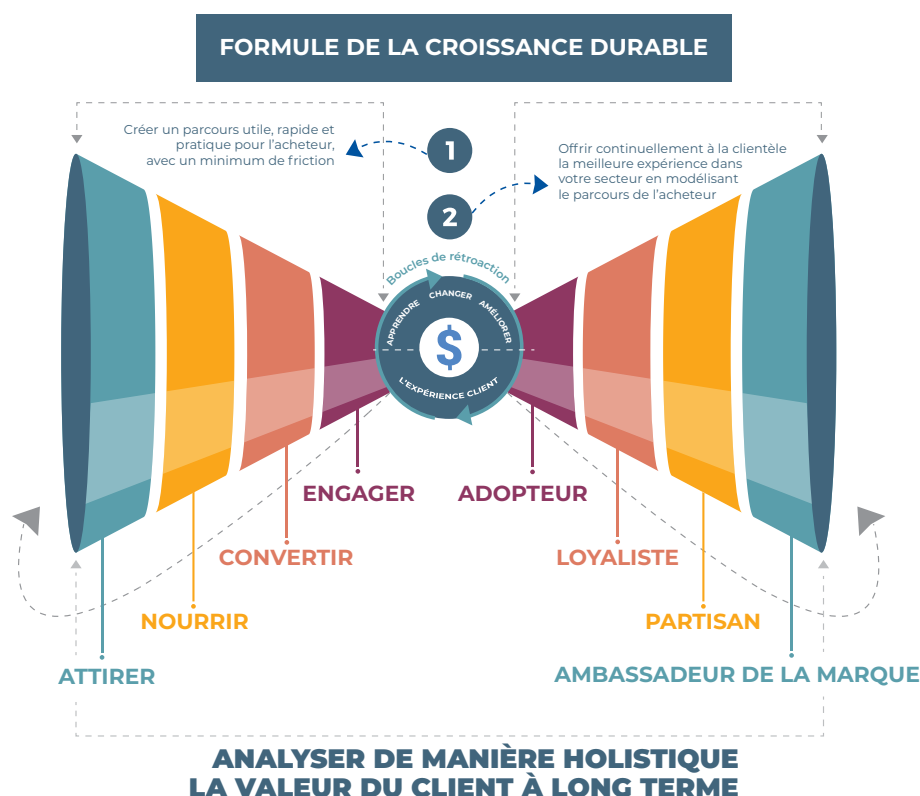 FORMULE DE LA CROISSANCE DURABLE
Créer un parcours utile, rapide et
pratique pour l'acheteur,
avec un minimum de friction
1
Offrir continuellement à la clientèle
la meilleure expérience dans
votre secteur en modélisant
le parcours de l'acheteur
2
Boucles de rétroaction
APPRENDRE CHANGER AMÉLIORER
$
L'EXPÉRIENCE CLIENT
ENGAGER
ADOPTEUR
CONVERTIR
LOYALISTE
NOURRIR
PARTISAN
ATTIRER
AMBASSADEUR DE LA MARQUE
ANALYSER DE MANIÈRE HOLISTIQUE
LA VALEUR DU CLIENT À LONG TERME